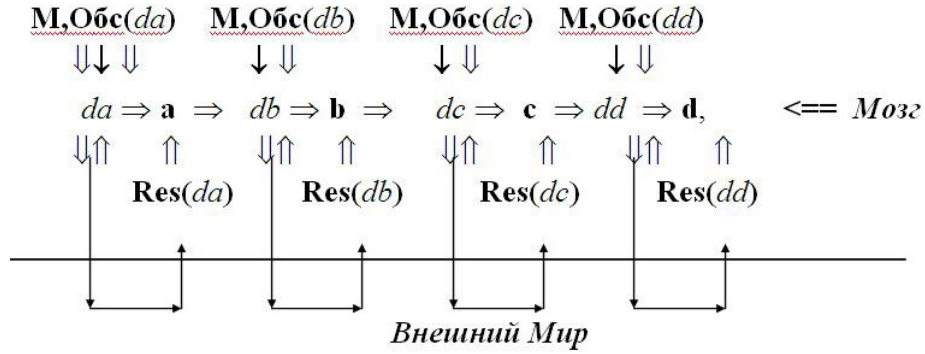 М,Обс(da) М,Обс(db) М,Обс(dc) М,Обс(dd)
⇓↓⇓ ↓⇓ ↓⇓ ↓⇓
da ⇒ a ⇒ db ⇒ b ⇒ dc ⇒ c ⇒ dd ⇒ d, <== Мозг
⇓⇑ ⇑ ⇓⇑ ⇑ ⇓⇑ ⇑ ⇓⇑ ⇑
Res(da) Res(db) Res(dc) Res(dd)
Внешний Мир